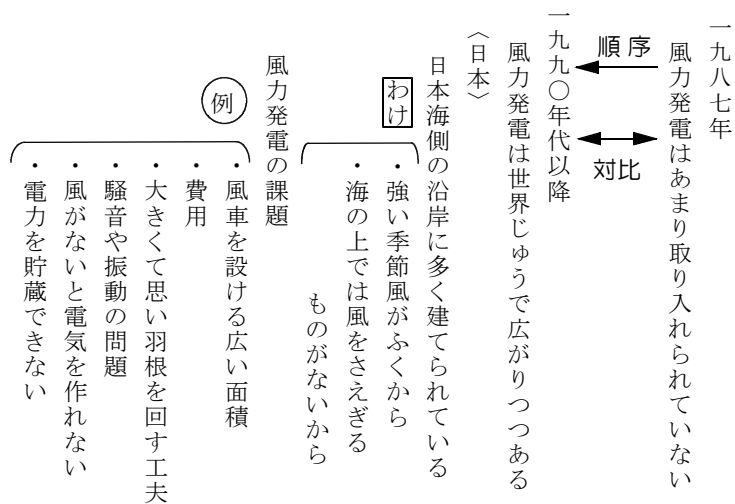 一九八七年
風力発電はあまり取り入れられていない
順序
対比
一九九〇年代以降
風力発電は世界じゅうで広がりつつある
〈日本〉
日本海側の沿岸に多く建てられている
わけ
・強い季節風がふくから
・海の上では風をさえぎる
ものがないから
風力発電の課題
例
・風車を設ける広い面積
・費用
・大きくて思い羽根を回す工夫
・騒音や振動の問題
・風がないと電気を作れない
・電力を貯蔵できない